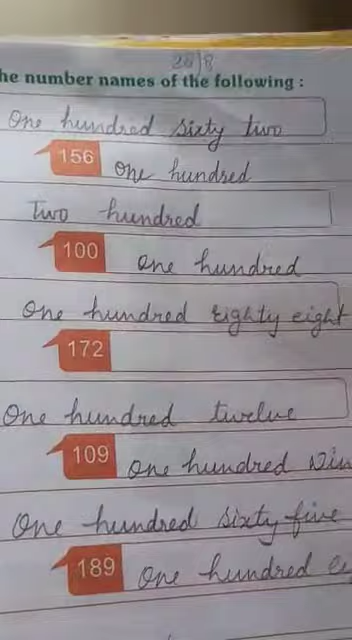 28/8
he number names of the following :
One hundred sixty two
156 one hundred
Two hundred
100 one hundred
One hundred eighty eight
172
One hundred twelve
109 one hundred nin
One hundred sixty five
189 one hundred